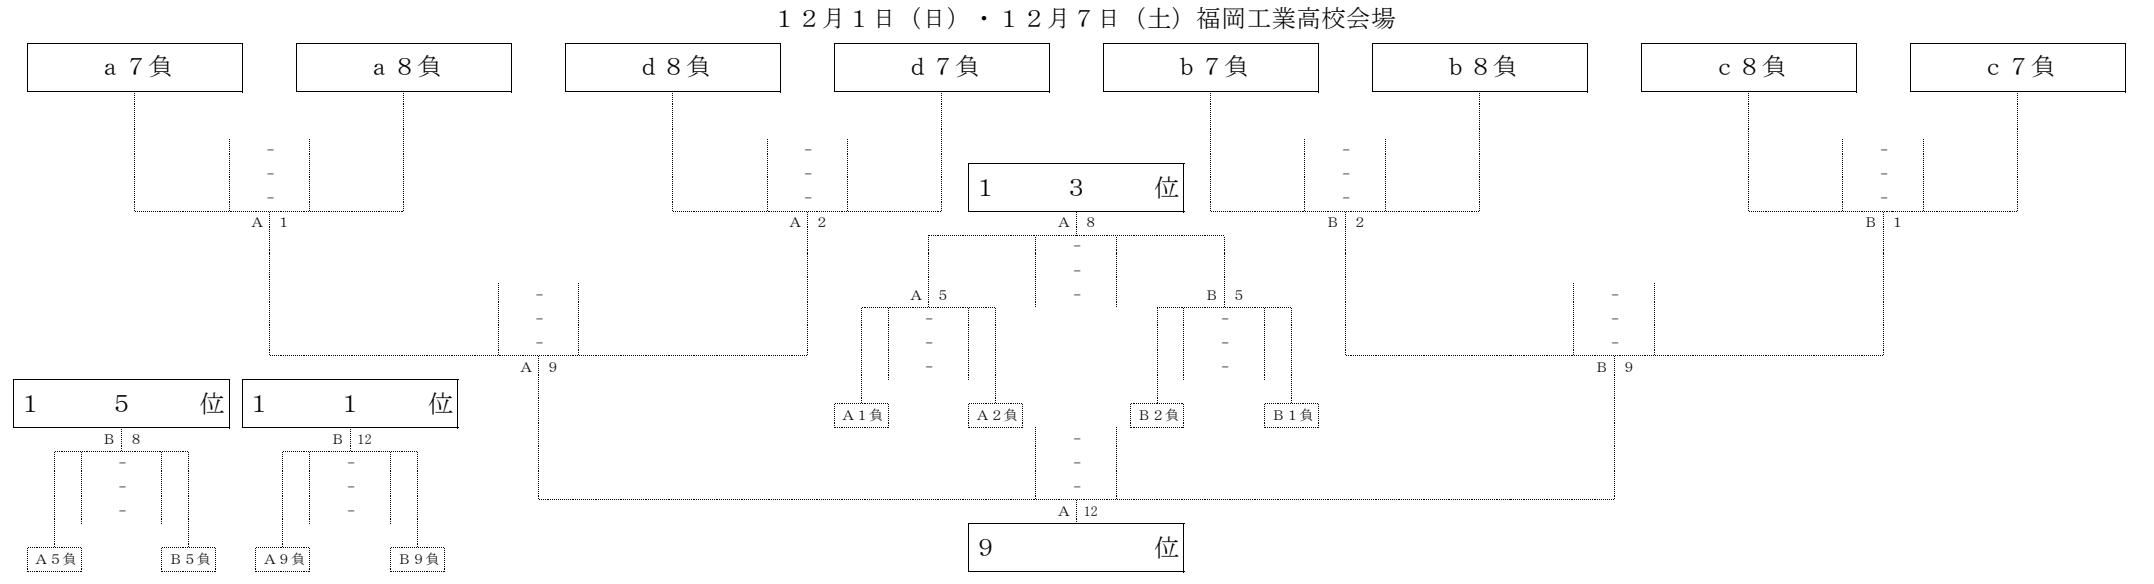 １２月１日（日）・１２月７日（土）福岡工業高校会場
ａ７負 ａ８負 ｄ８負 ｄ７負 ｂ７負 ｂ８負 ｃ８負 ｃ７負
－ － － －
－ － － －
１ ３ 位
－ － － －
Ａ １ Ａ ２ Ａ ８ Ｂ ２ Ｂ １
－
－
Ａ ５ － Ｂ ５
－ －
－ － － －
－ － － －
－ －
Ａ ９ Ｂ ９
１ ５ 位 １ １ 位
Ａ１負 Ａ２負 Ｂ２負 Ｂ１負
Ｂ ８ Ｂ 12 －
－ － －
－ － －
－ －
Ａ 12
９ 位
Ａ５負 Ｂ５負 Ａ９負 Ｂ９負